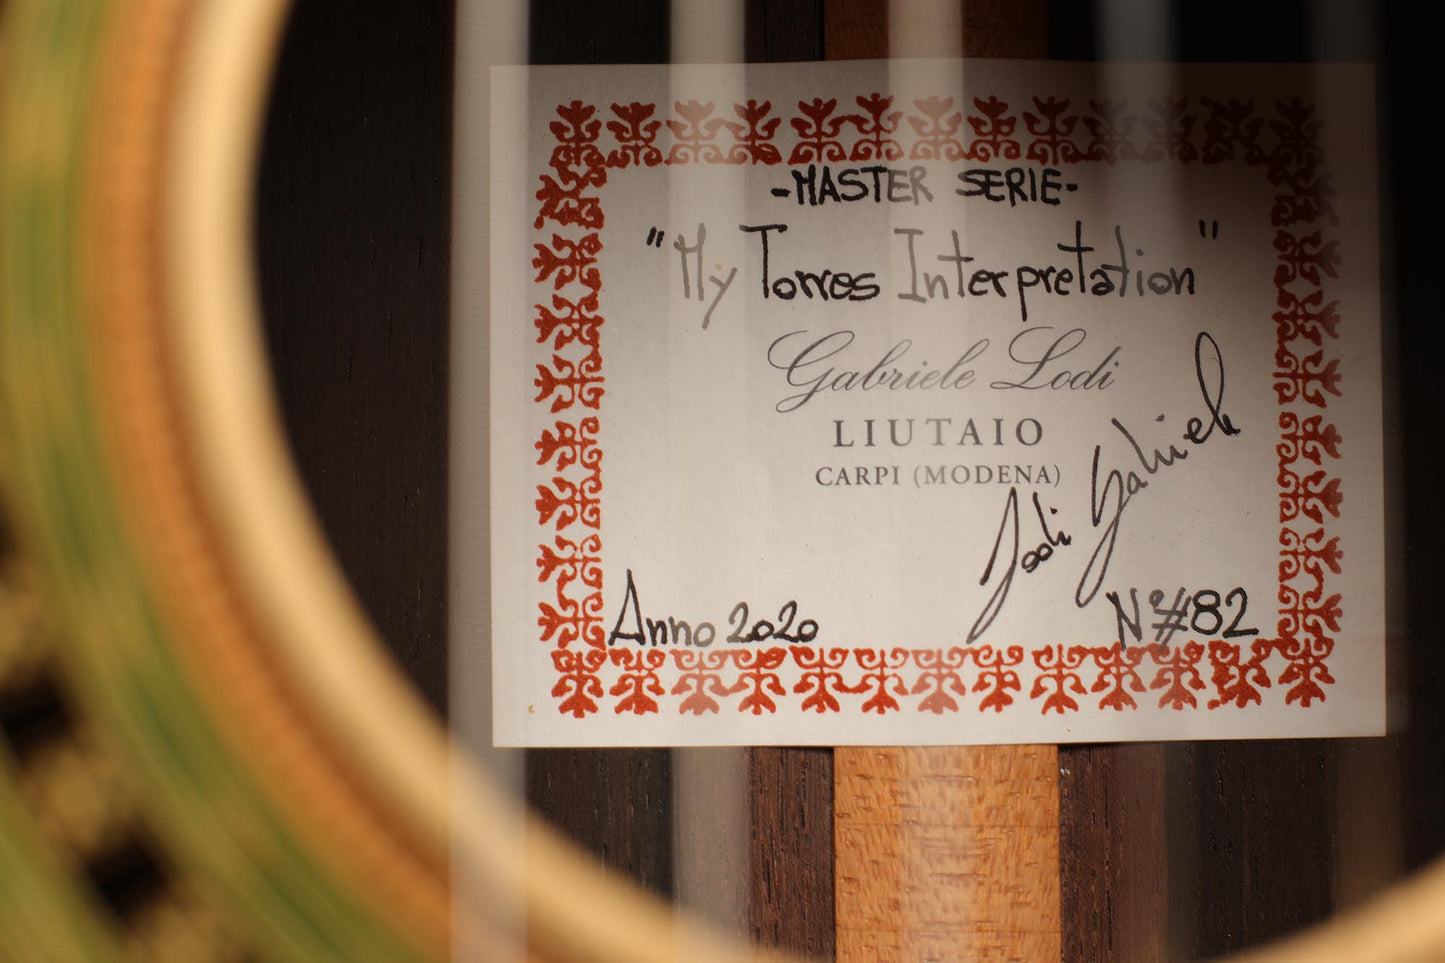 -MASTER SERIE-
"My Torres Interpretation"
Gabriele Lodi
LIUTAIO
CARPI (MODENA)
Lodi Gabriele
Anno 2020
N°#82